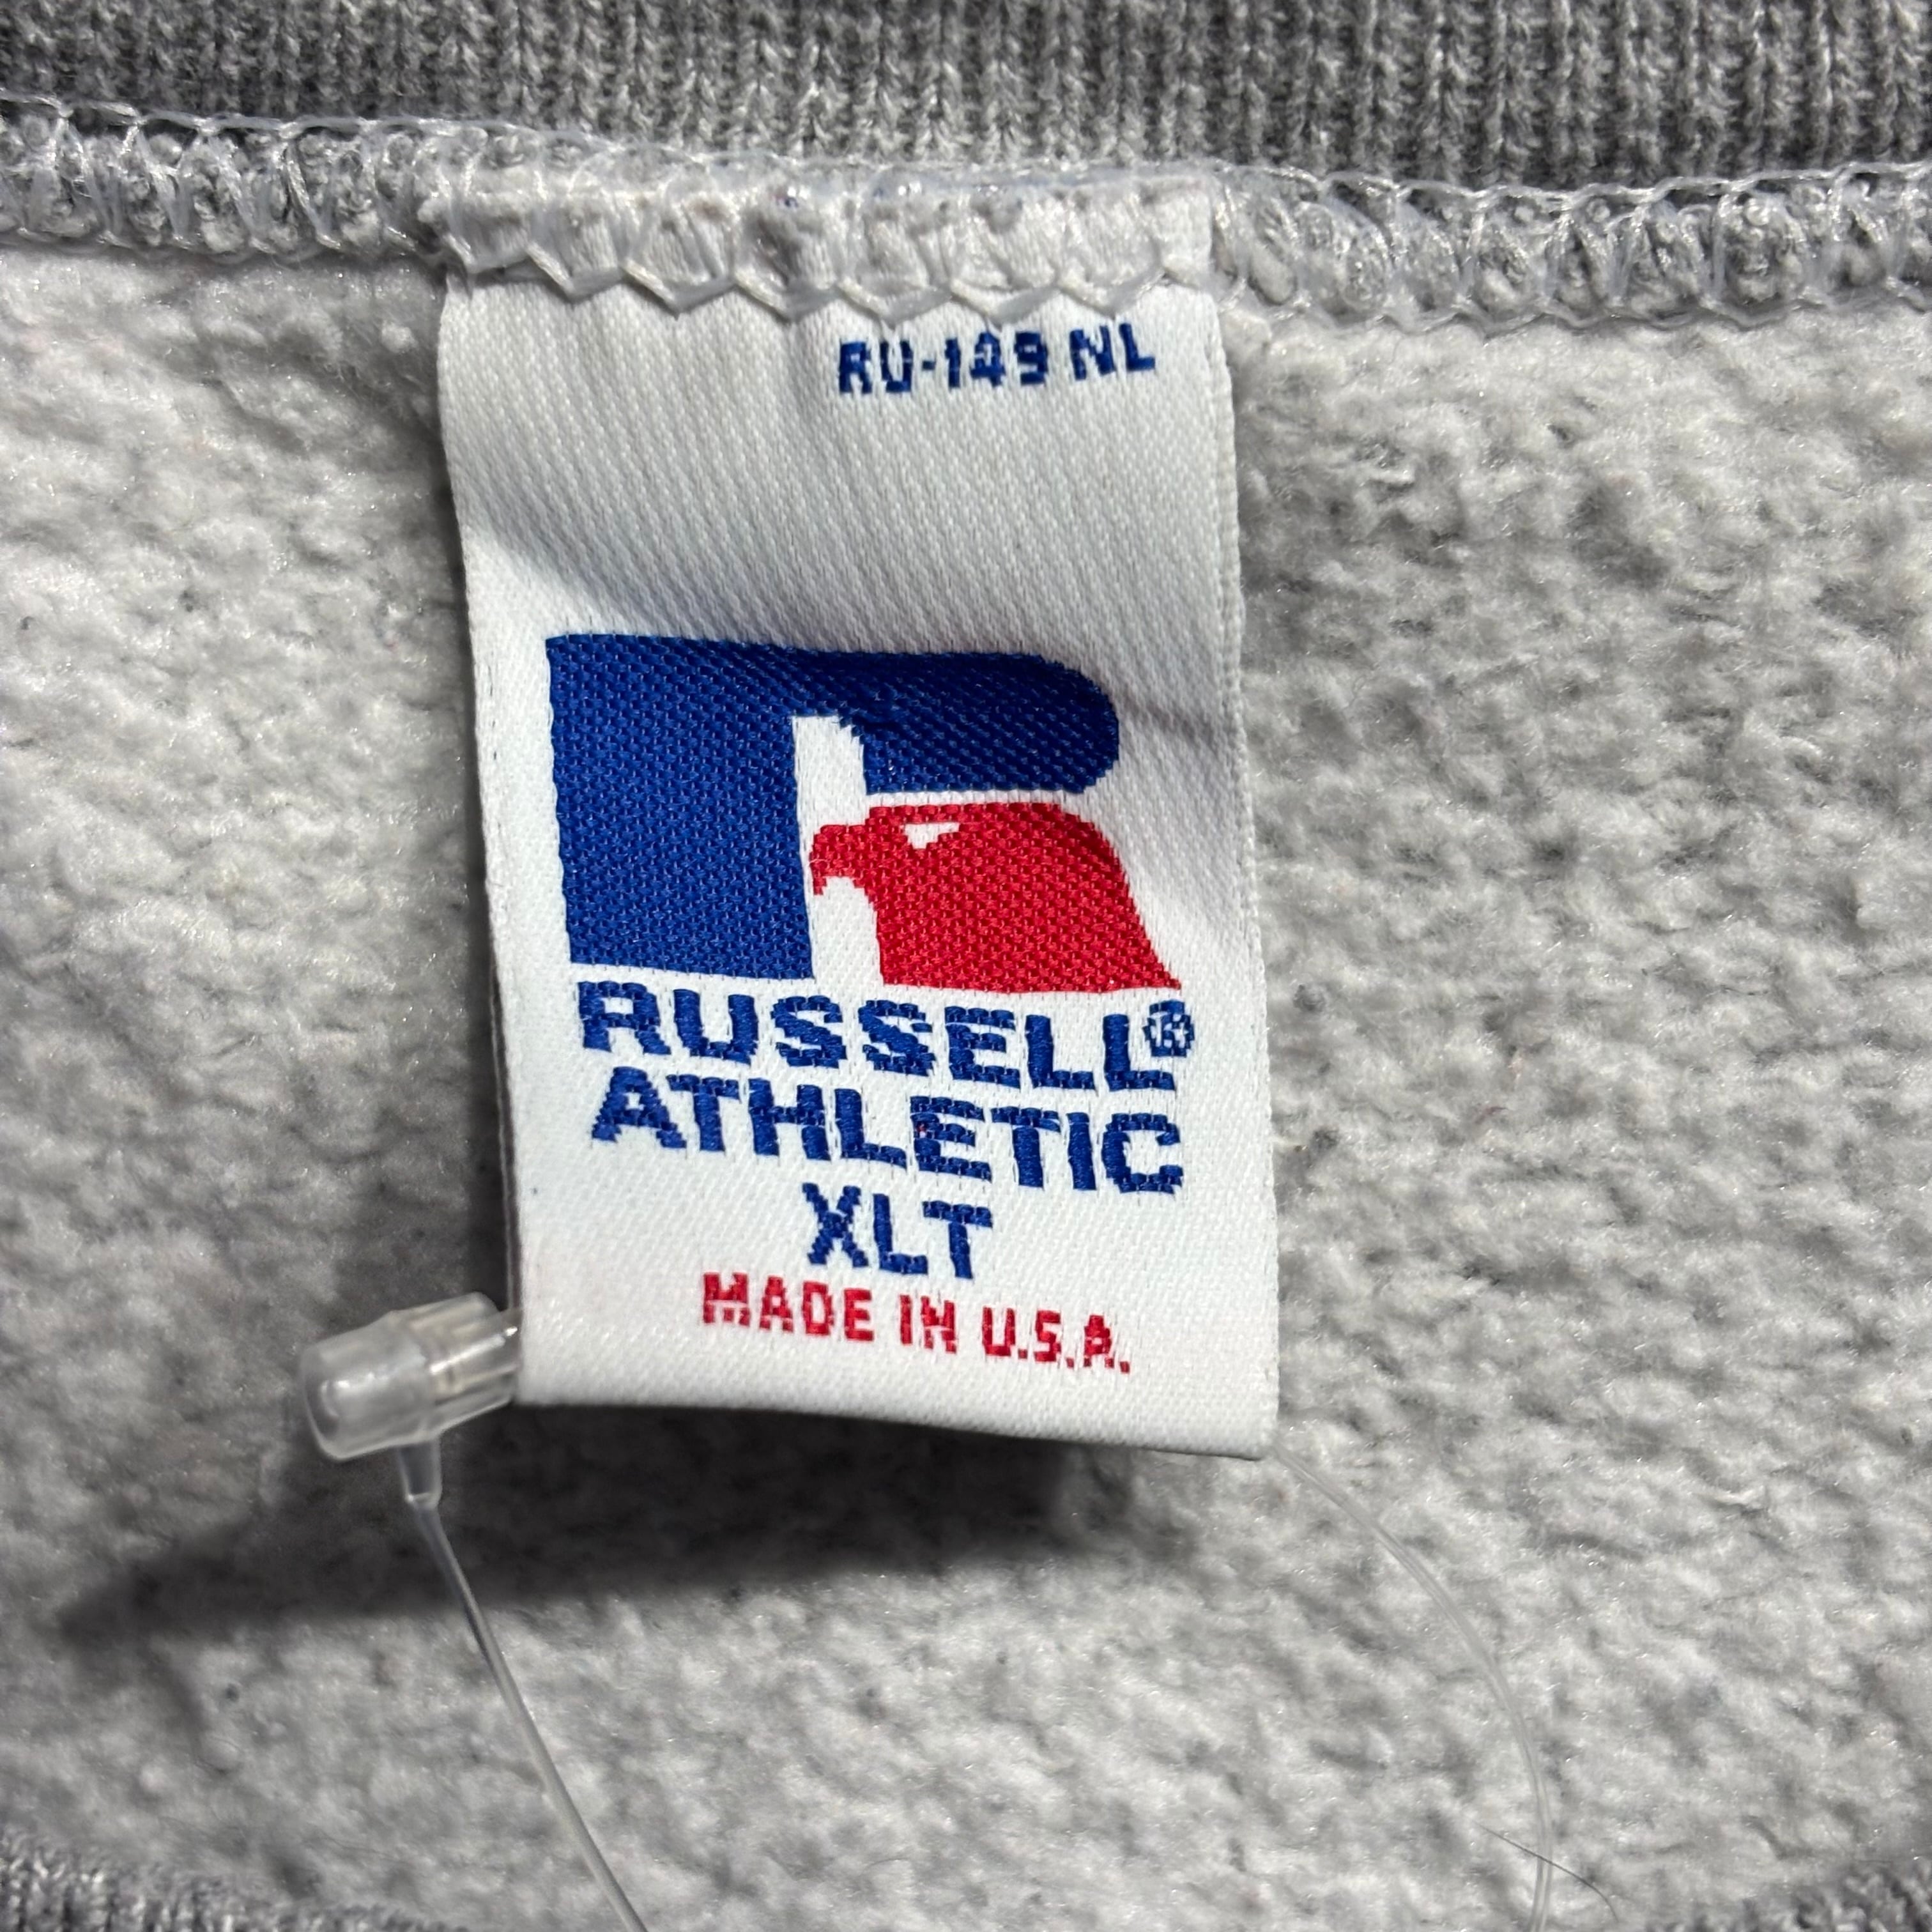 RU-149 NL
RUSSELL®
ATHLETIC
XLT
MADE IN U.S.A.